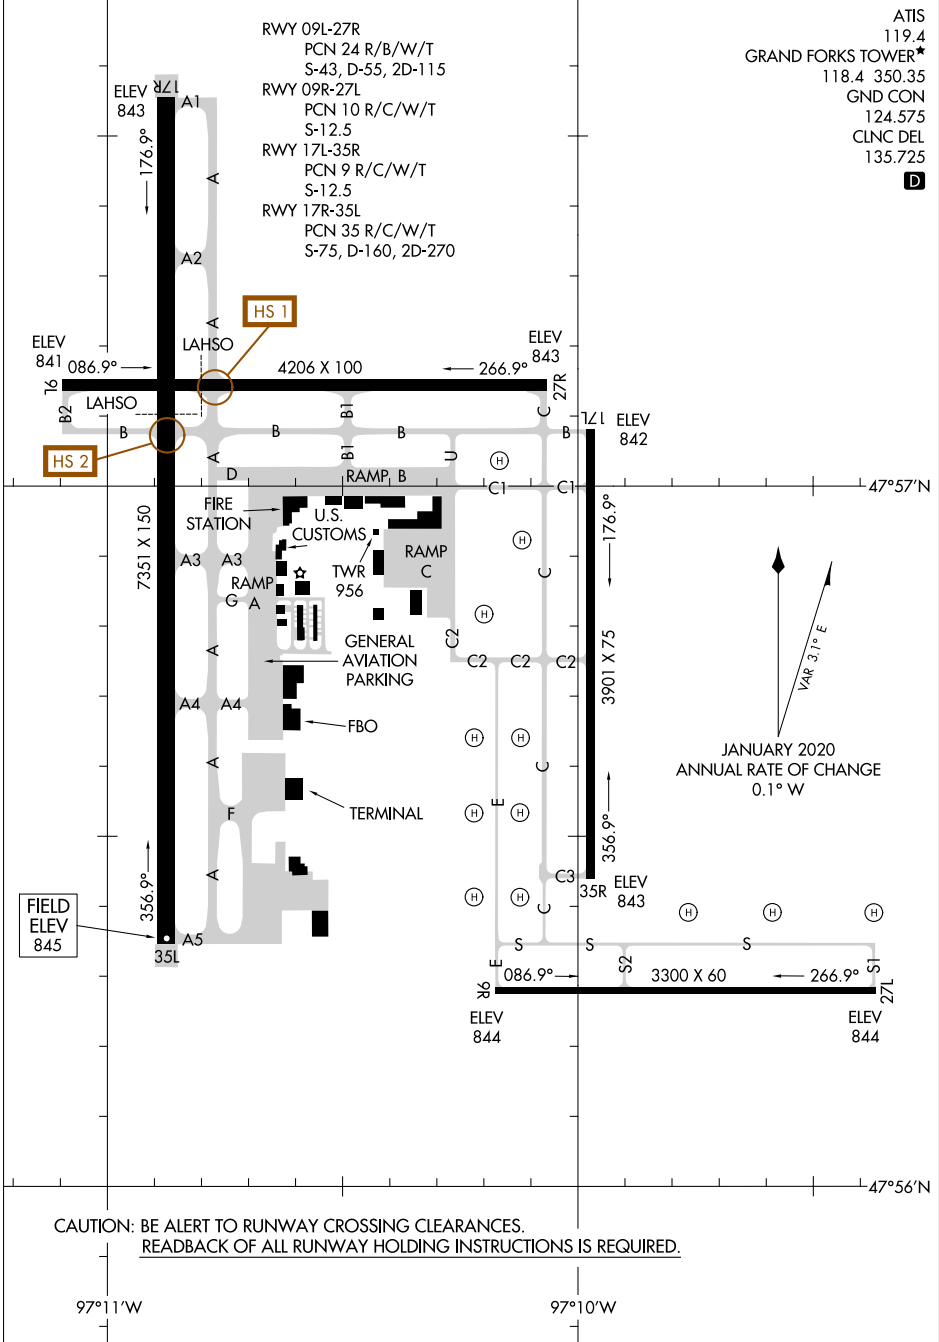 RWY 09L-27R
PCN 24 R/B/W/T
S-43, D-55, 2D-115
RWY 09R-27L
PCN 10 R/C/W/T
S-12.5
RWY 17L-35R
PCN 9 R/C/W/T
S-12.5
RWY 17R-35L
PCN 35 R/C/W/T
S-75, D-160, 2D-270
ATIS
119.4
GRAND FORKS TOWER★
118.4 350.35
GND CON
124.575
CLNC DEL
135.725
D
17R
ELEV
843
A1
176.9°
A
A2
HS 1
A
LAHSO
ELEV
841
086.9°
4206 X 100
266.9°
ELEV
843
9L
27R
LAHSO
B2
B
B
B1
B
C
B
17L
ELEV
842
HS 2
A
D
B1
U
H
RAMP B
C1
C1
47°57'N
FIRE
STATION
U.S.
CUSTOMS
7351 X 150
176.9°
H
A3
A3
RAMP
A
G
TWR
956
RAMP
C
C
H
VAR 3.1° E
A
GENERAL
AVIATION
PARKING
C2
C2
C2
C2
3901 X 75
A4
A4
FBO
H
H
JANUARY 2020
ANNUAL RATE OF CHANGE
0.1° W
A
C
TERMINAL
E
H
H
F
356.9°
356.9°
A
C3
35R
ELEV
843
H
H
C
H
H
H
FIELD
ELEV
845
A5
35L
S
S
S
E
S2
S1
086.9°
3300 X 60
266.9°
9R
27L
ELEV
844
ELEV
844
47°56'N
CAUTION: BE ALERT TO RUNWAY CROSSING CLEARANCES.
READBACK OF ALL RUNWAY HOLDING INSTRUCTIONS IS REQUIRED.
97°11'W
97°10'W